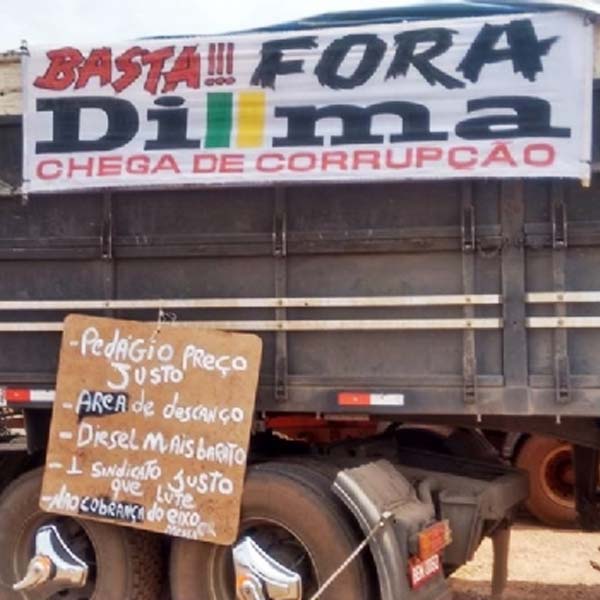 BASTA!!! FORA
Dilma
CHEGA DE CORRUPÇÃO
-PEDÁGIO PREÇO
JUSTO
-AREA de descanço
-Diesel mais barato
-1 SINDICATO JUSTO
QUE LUTE
-NÃO COBRANÇA do eixo